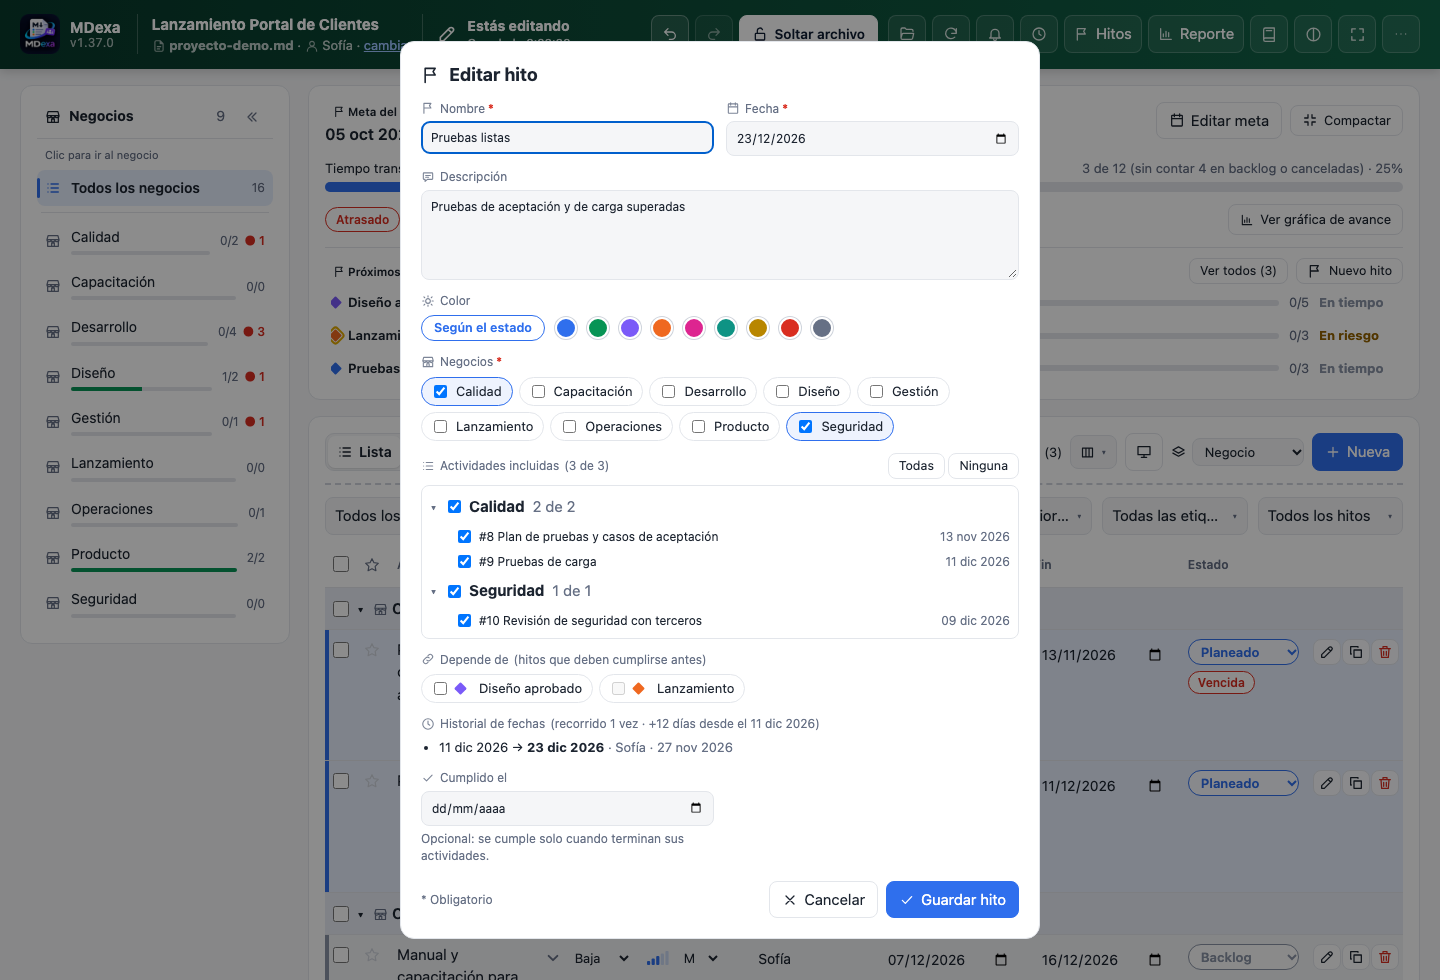 MDexa
v1.37.0
Lanzamiento Portal de Clientes
proyecto-demo.md · Sofía ·
Estás editando
Soltar archivo
Hitos
Reporte
Negocios 9
Clic para ir al negocio
Todos los negocios 16
Calidad 0/2 1
Capacitación 0/0
Desarrollo 0/4 3
Diseño 1/2 1
Gestión 0/1 1
Lanzamiento 0/0
Operaciones 0/1
Producto 2/2
Seguridad 0/0
Meta del
05 oct
Editar meta
Compactar
Tiempo
3 de 12 (sin contar 4 en backlog o canceladas) · 25%
Atrasado
Ver gráfica de avance
Próximos
Ver todos (3)
Nuevo hito
Diseño
0/5 En tiempo
0/3 En riesgo
Pruebas
0/3 En tiempo
Lista
(3)
Negocio
Nueva
Todos
Todas las etiq...
Todos los hitos
Estado
13/11/2026
Planeado
Vencida
11/12/2026
Planeado
Manual y
capacitación para
Baja
M
Sofía
07/12/2026
16/12/2026
Backlog
Editar hito
Nombre *
Fecha *
Pruebas listas
23/12/2026
Descripción
Pruebas de aceptación y de carga superadas
Color
Según el estado
Negocios *
Calidad
Capacitación
Desarrollo
Diseño
Gestión
Lanzamiento
Operaciones
Producto
Seguridad
Actividades incluidas (3 de 3)
Todas
Ninguna
Calidad 2 de 2
#8 Plan de pruebas y casos de aceptación 13 nov 2026
#9 Pruebas de carga 11 dic 2026
Seguridad 1 de 1
#10 Revisión de seguridad con terceros 09 dic 2026
Depende de (hitos que deben cumplirse antes)
Diseño aprobado
Lanzamiento
Historial de fechas (recorrido 1 vez · +12 días desde el 11 dic 2026)
• 11 dic 2026 → 23 dic 2026 · Sofía · 27 nov 2026
Cumplido el
dd/mm/aaaa
Opcional: se cumple solo cuando terminan sus
actividades.
* Obligatorio
Cancelar
Guardar hito